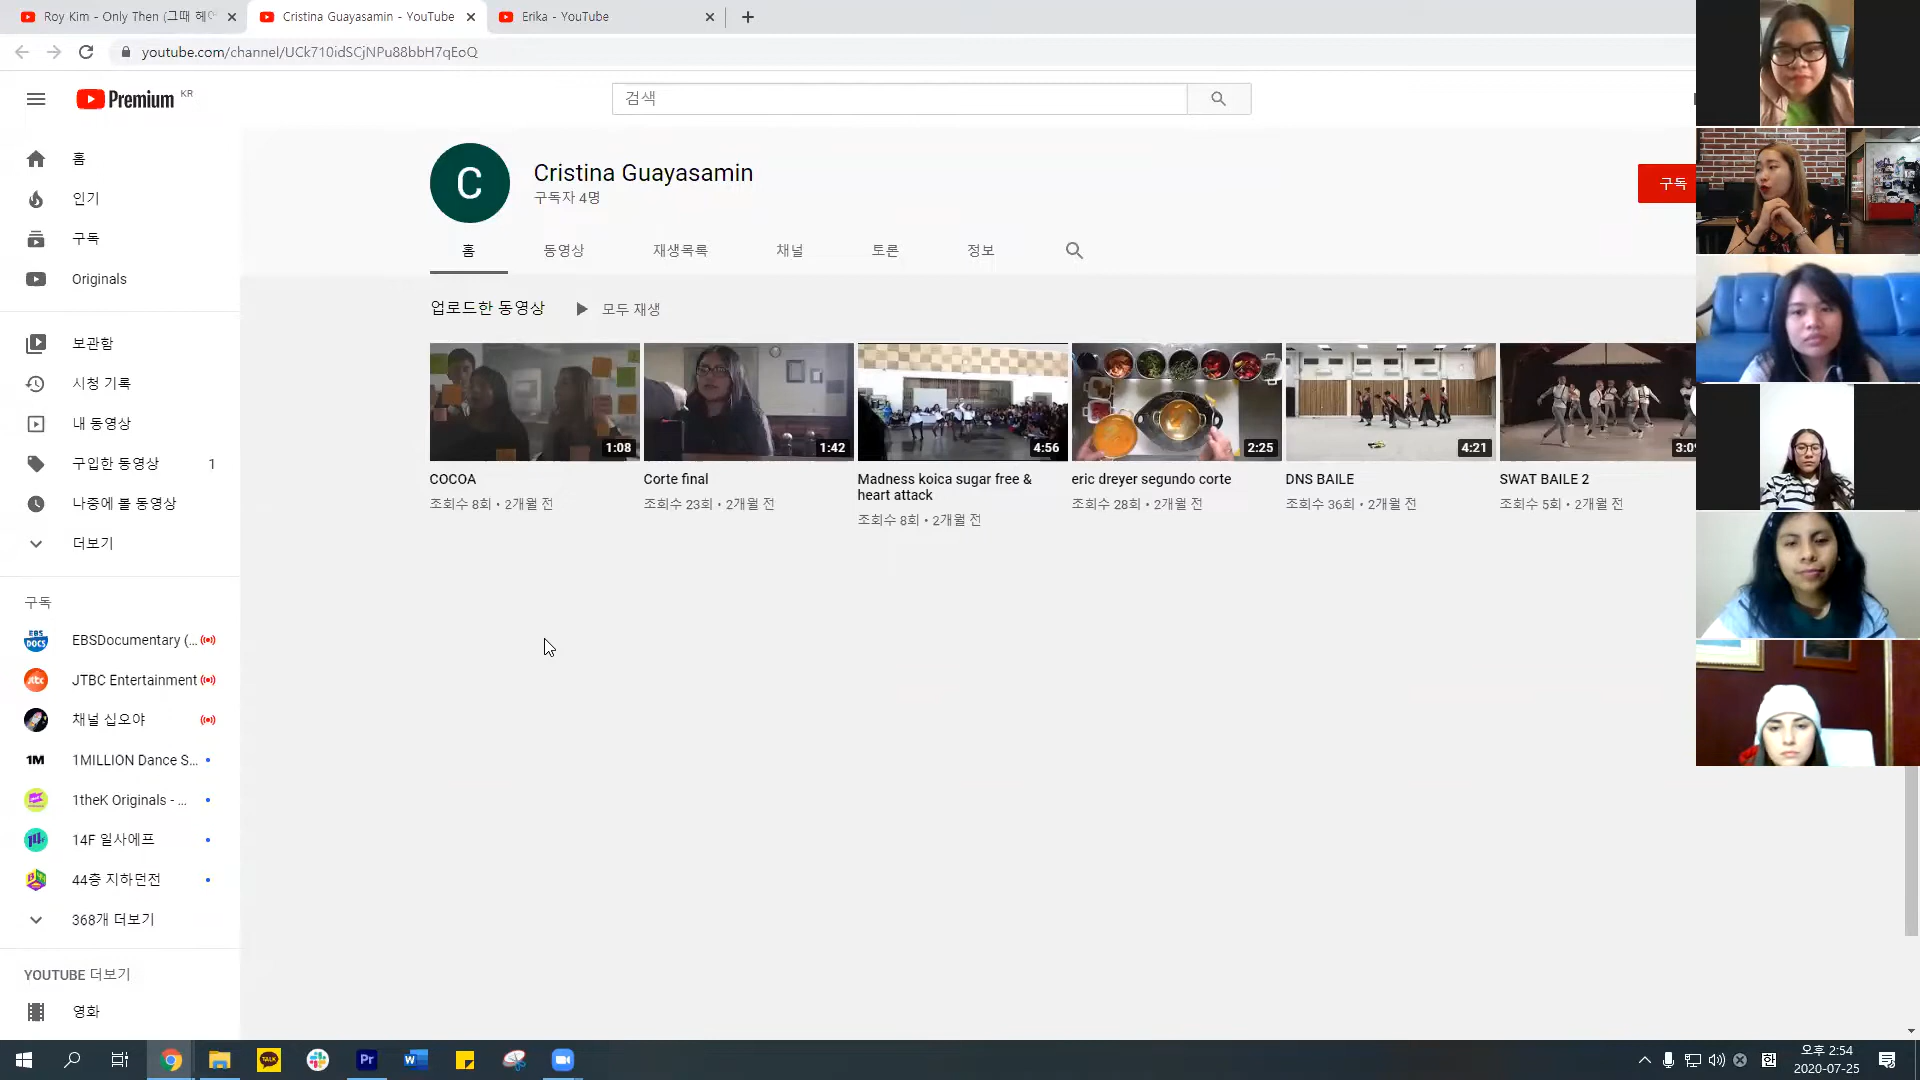 Roy Kim - Only Then (그때 헤어
Cristina Guayasamin - YouTube
Erika - YouTube
youtube.com/channel/UCk710idSCjNPu88bbH7qEoQ
Premium KR
검색
홈
인기
구독
Originals
보관함
시청 기록
내 동영상
구입한 동영상 1
나중에 볼 동영상
더보기
구독
EBSDocumentary (...
JTBC Entertainment
채널 십오야
1MILLION Dance S...
1theK Originals - ...
14F 일사에프
44층 지하던전
368개 더보기
YOUTUBE 더보기
영화
C
Cristina Guayasamin
구독자 4명
구독
홈 동영상 재생목록 채널 토론 정보
업로드한 동영상 모두 재생
1:08
COCOA
조회수 8회 • 2개월 전
1:42
Corte final
조회수 23회 • 2개월 전
4:56
Madness koica sugar free &
heart attack
조회수 8회 • 2개월 전
2:25
eric dreyer segundo corte
조회수 28회 • 2개월 전
4:21
DNS BAILE
조회수 36회 • 2개월 전
3:09
SWAT BAILE 2
조회수 5회 • 2개월 전
EBS
DOCS
jtbc
1M
14F
TALK
Pr
한
오후 2:54
2020-07-25